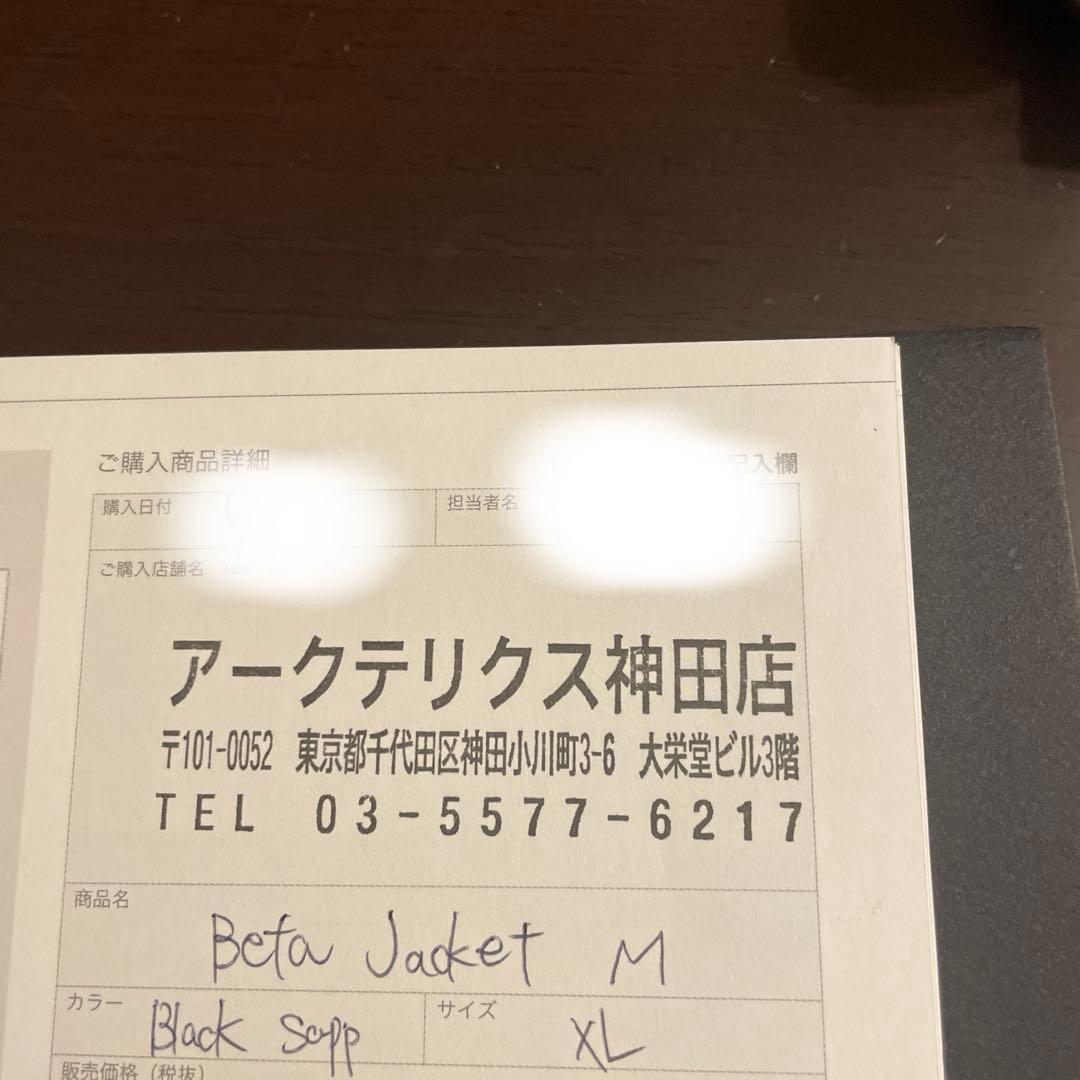 ご購入商品詳細 記入欄
購入日付 担当者名
ご購入店舗名
アークテリクス神田店
〒101-0052 東京都千代田区神田小川町3-6 大栄堂ビル3階
TEL 03-5577-6217
商品名
Beta Jacket M
カラー Black Sapp サイズ XL
販売価格（税抜）